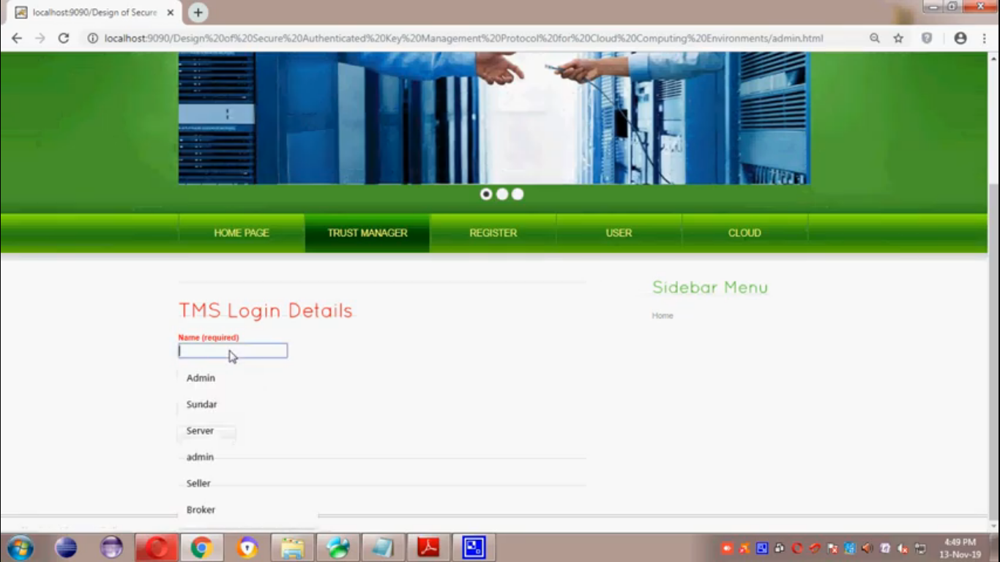 localhost:9090/Design of Secure
localhost:9090/Design%20of%20Secure%20Authenticated%20Key%20Management%20Protocol%20for%20Cloud%20Computing%20Environments/admin.html
HOME PAGE
TRUST MANAGER
REGISTER
USER
CLOUD
Sidebar Menu
Home
TMS Login Details
Name (required)
Admin
Sundar
Server
admin
Seller
Broker
4:49 PM
13-Nov-19